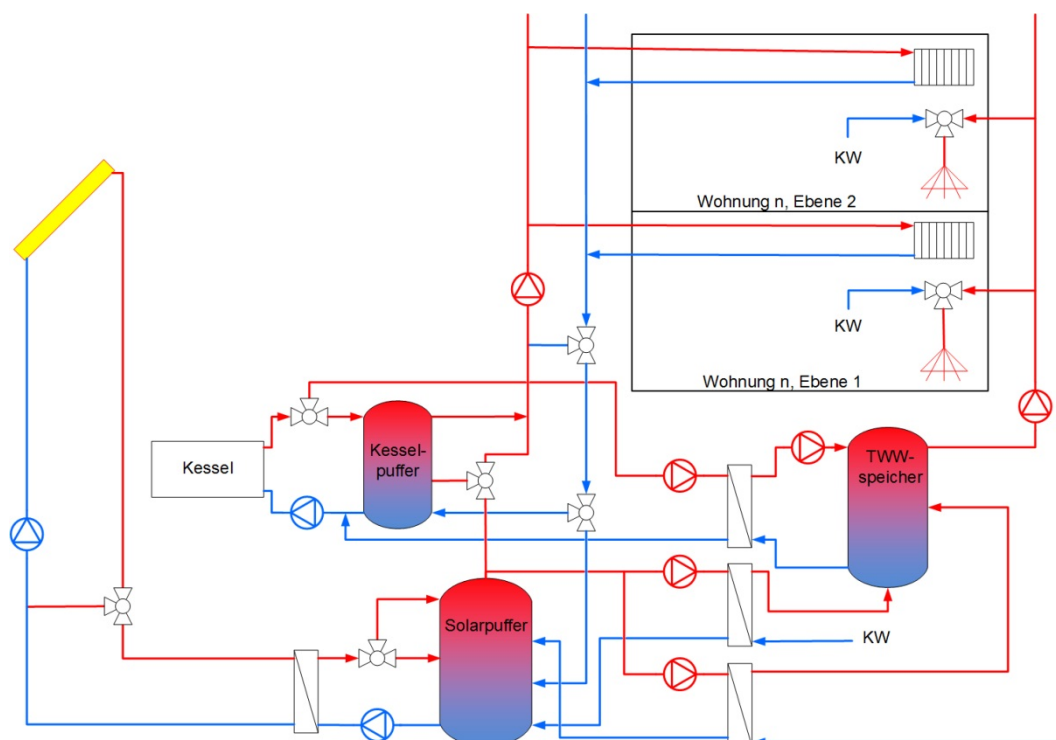 KW
Wohnung n, Ebene 2
KW
Wohnung n, Ebene 1
Kessel
Kessel-
puffer
TWW-
speicher
Solarpuffer
KW